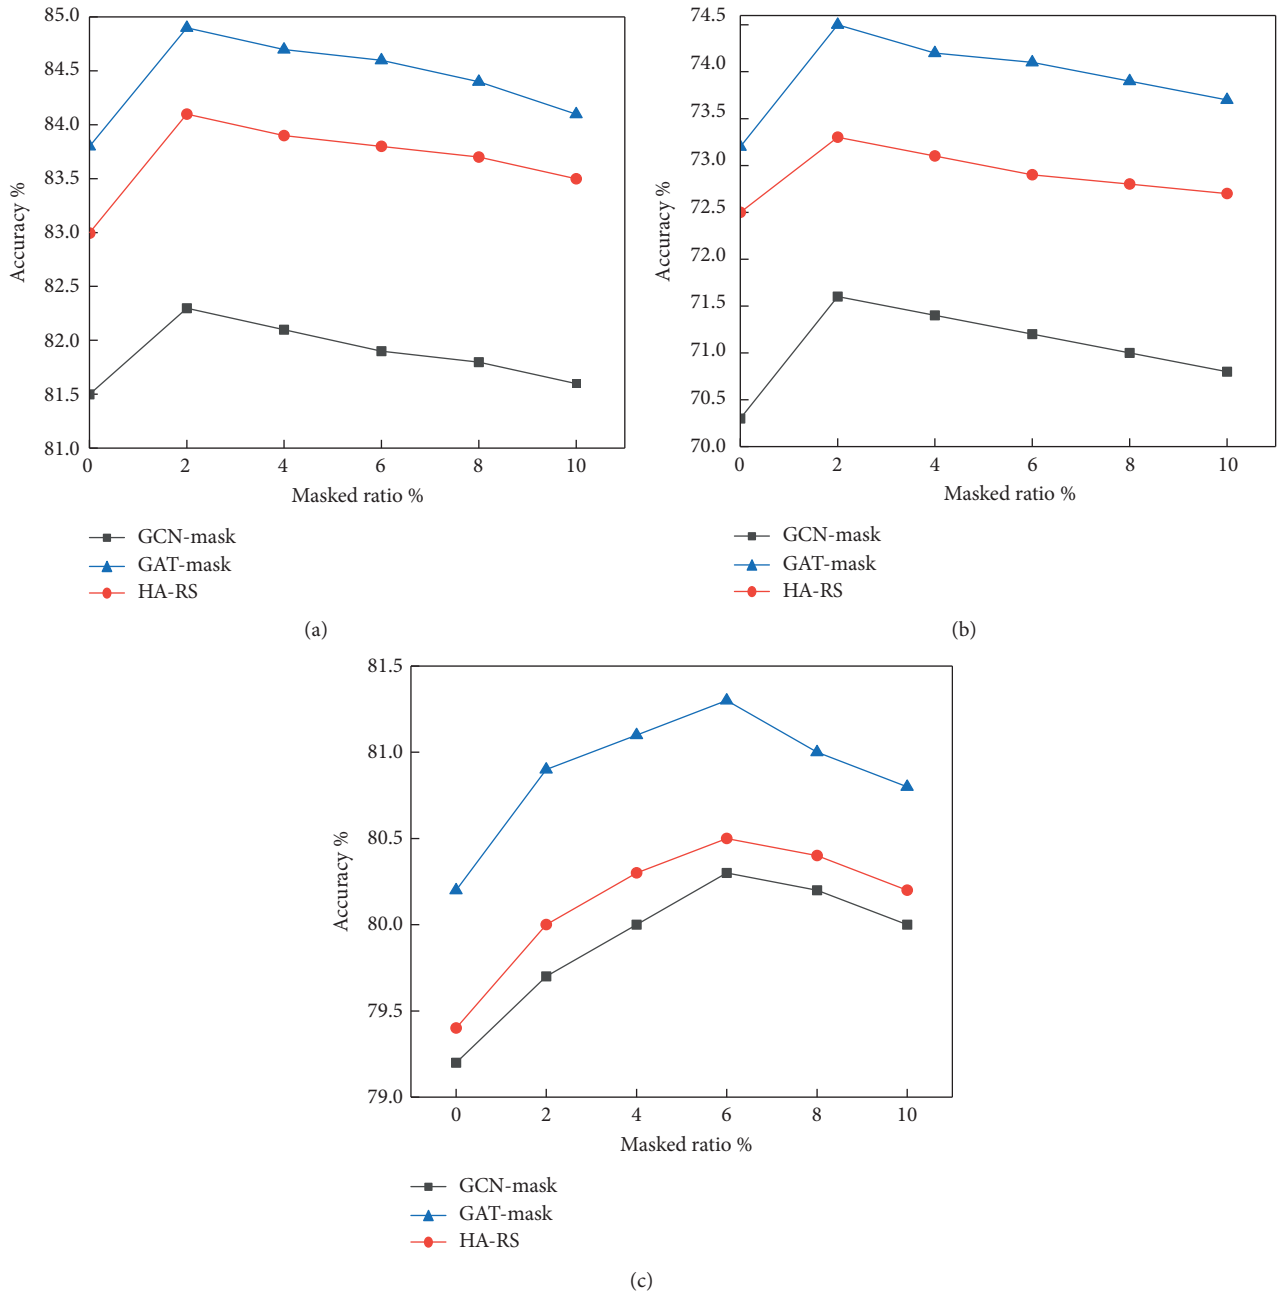 85.0
84.5
84.0
83.5
83.0
82.5
82.0
81.5
81.0
Accuracy %
0 2 4 6 8 10
Masked ratio %
GCN-mask
GAT-mask
HA-RS
(a)
74.5
74.0
73.5
73.0
72.5
72.0
71.5
71.0
70.5
70.0
Accuracy %
0 2 4 6 8 10
Masked ratio %
GCN-mask
GAT-mask
HA-RS
(b)
81.5
81.0
80.5
80.0
79.5
79.0
Accuracy %
0 2 4 6 8 10
Masked ratio %
GCN-mask
GAT-mask
HA-RS
(c)